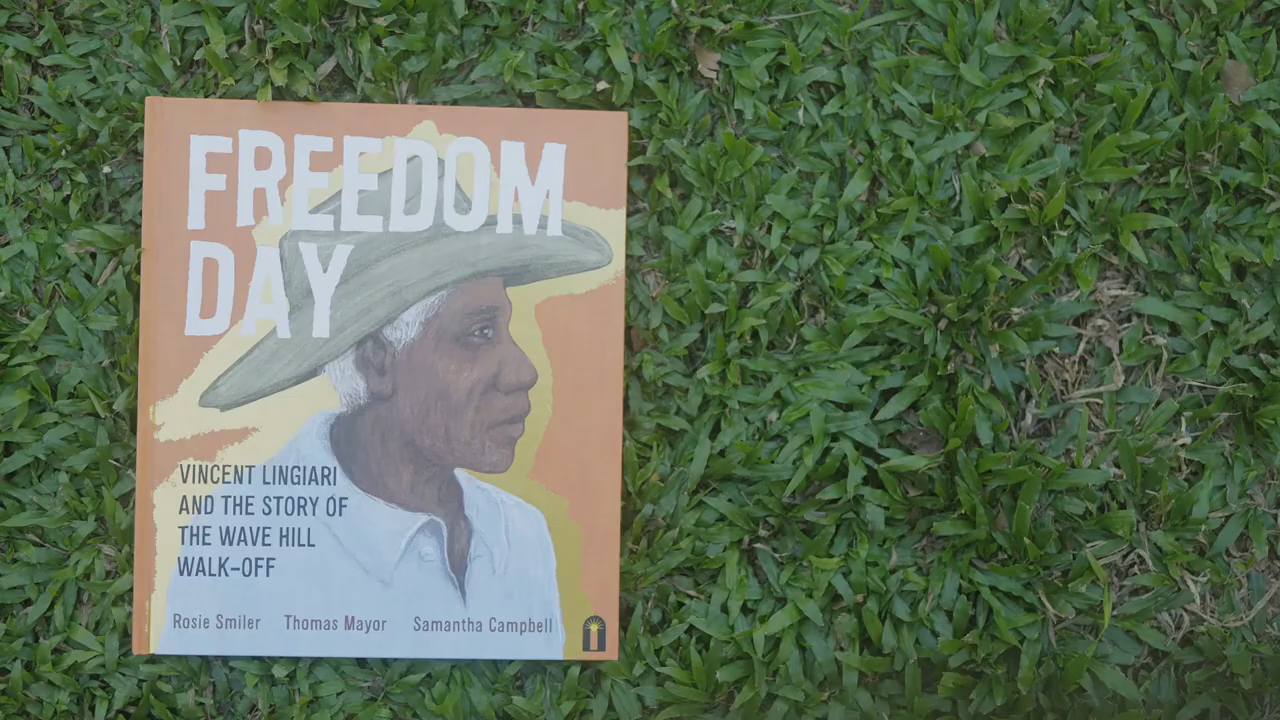 FREEDOM
DAY
VINCENT LINGIARI
AND THE STORY OF
THE WAVE HILL
WALK-OFF
Rosie Smiler Thomas Mayor Samantha Campbell